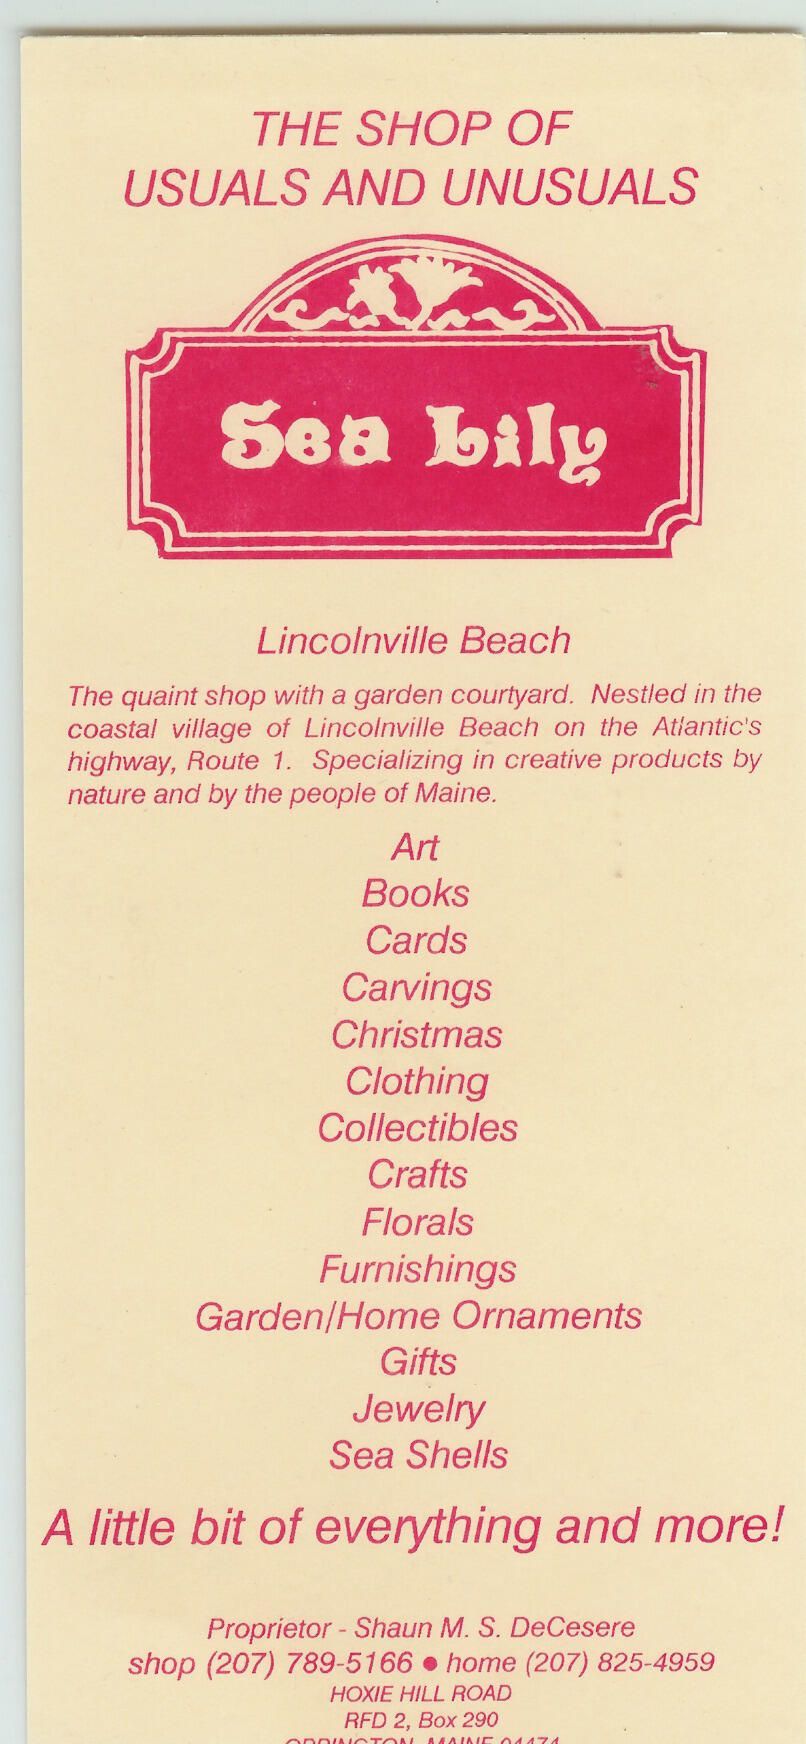 THE SHOP OF
USUALS AND UNUSUALS
Sea Lily
Lincolnville Beach
The quaint shop with a garden courtyard. Nestled in the
coastal village of Lincolnville Beach on the Atlantic's
highway, Route 1. Specializing in creative products by
nature and by the people of Maine.
Art
Books
Cards
Carvings
Christmas
Clothing
Collectibles
Crafts
Florals
Furnishings
Garden/Home Ornaments
Gifts
Jewelry
Sea Shells
A little bit of everything and more!
Proprietor - Shaun M. S. DeCesere
shop (207) 789-5166 • home (207) 825-4959
HOXIE HILL ROAD
RFD 2, Box 290
ORRINGTON, MAINE 04474